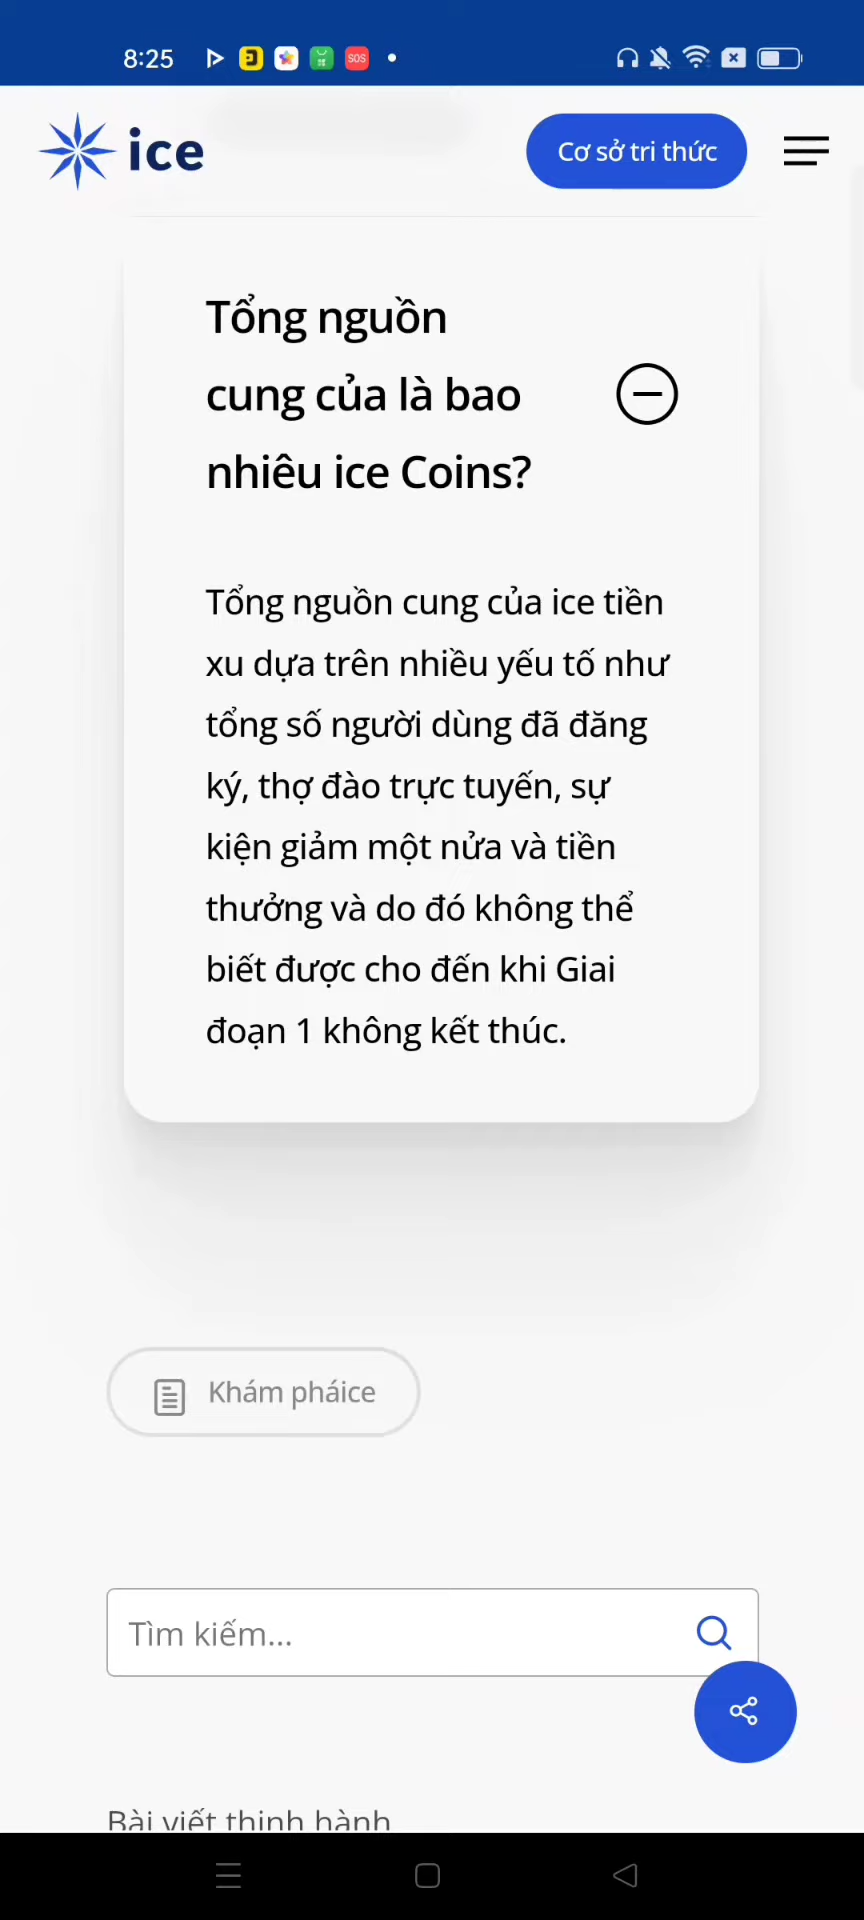 8:25
SOS
ice
Cơ sở tri thức
Tổng nguồn
cung của là bao
nhiêu ice Coins?
Tổng nguồn cung của ice tiền
xu dựa trên nhiều yếu tố như
tổng số người dùng đã đăng
ký, thợ đào trực tuyến, sự
kiện giảm một nửa và tiền
thưởng và do đó không thể
biết được cho đến khi Giai
đoạn 1 không kết thúc.
Khám pháice
Tìm kiếm...
Bài viết thịnh hành